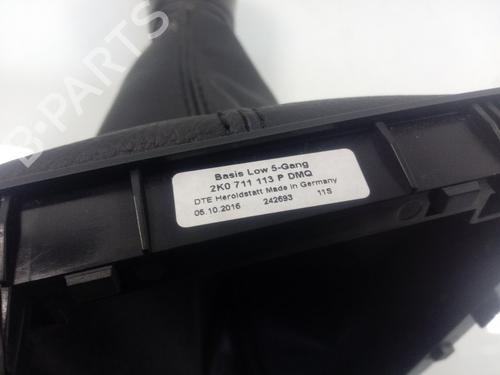 B-PARTS
Basis Low 5-Gang
2K0 711 113 P DMQ
DTE Heroldstatt Made in Germany
05.10.2016 242693 11S